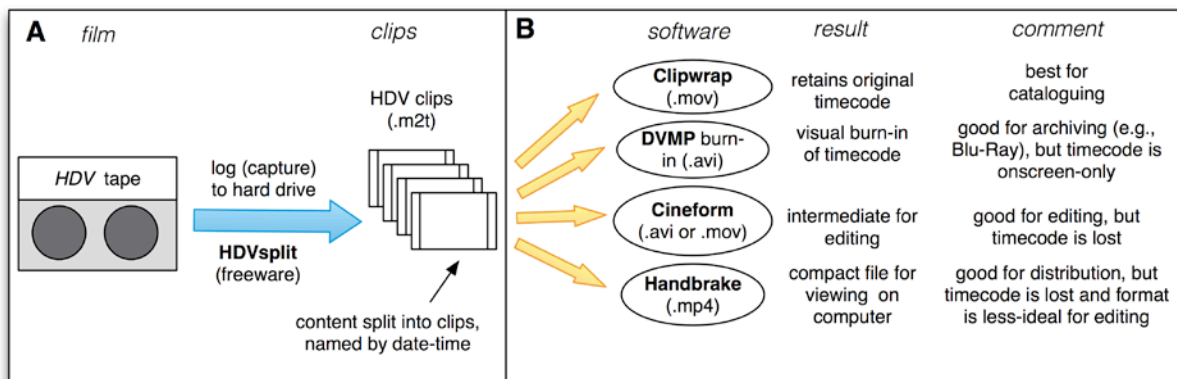 A
film
clips
HDV clips
(.m2t)
HDV tape
log (capture)
to hard drive
HDVsplit
(freeware)
content split into clips,
named by date-time
B
software
result
comment
Clipwrap
(.mov)
retains original
timecode
best for
cataloguing
DVMP burn-
in (.avi)
visual burn-in
of timecode
good for archiving (e.g.,
Blu-Ray), but timecode is
onscreen-only
Cineform
(.avi or .mov)
intermediate for
editing
good for editing, but
timecode is lost
Handbrake
(.mp4)
compact file for
viewing on
computer
good for distribution, but
timecode is lost and format
is less-ideal for editing